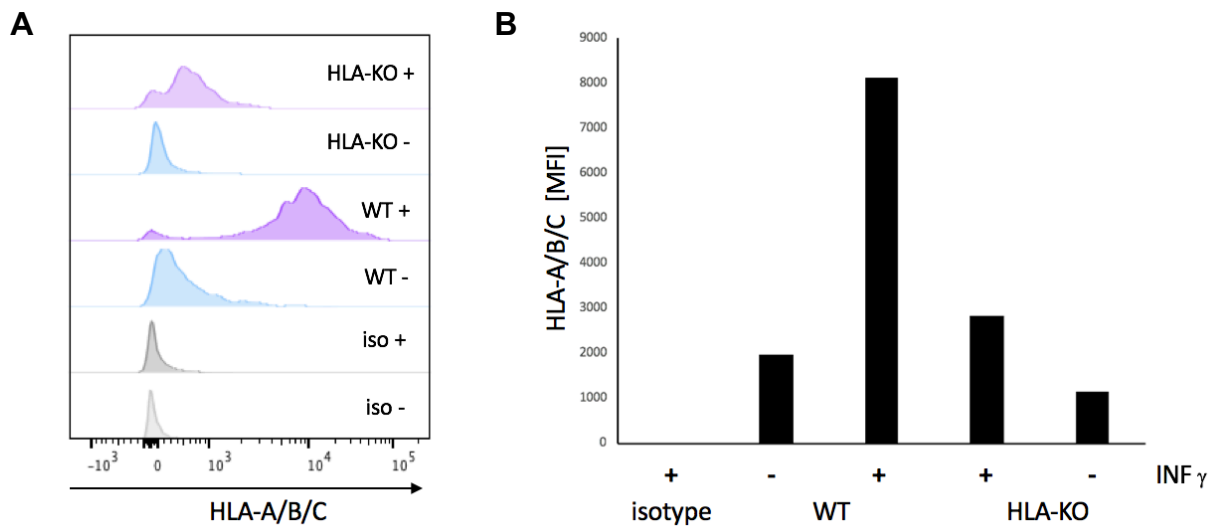 A
HLA-KO +
HLA-KO -
WT +
WT -
iso +
iso -
-10³ 0 10³ 10⁴ 10⁵
HLA-A/B/C
B
HLA-A/B/C [MFI]
9000
8000
7000
6000
5000
4000
3000
2000
1000
0
+ - + + - INF γ
isotype WT HLA-KO